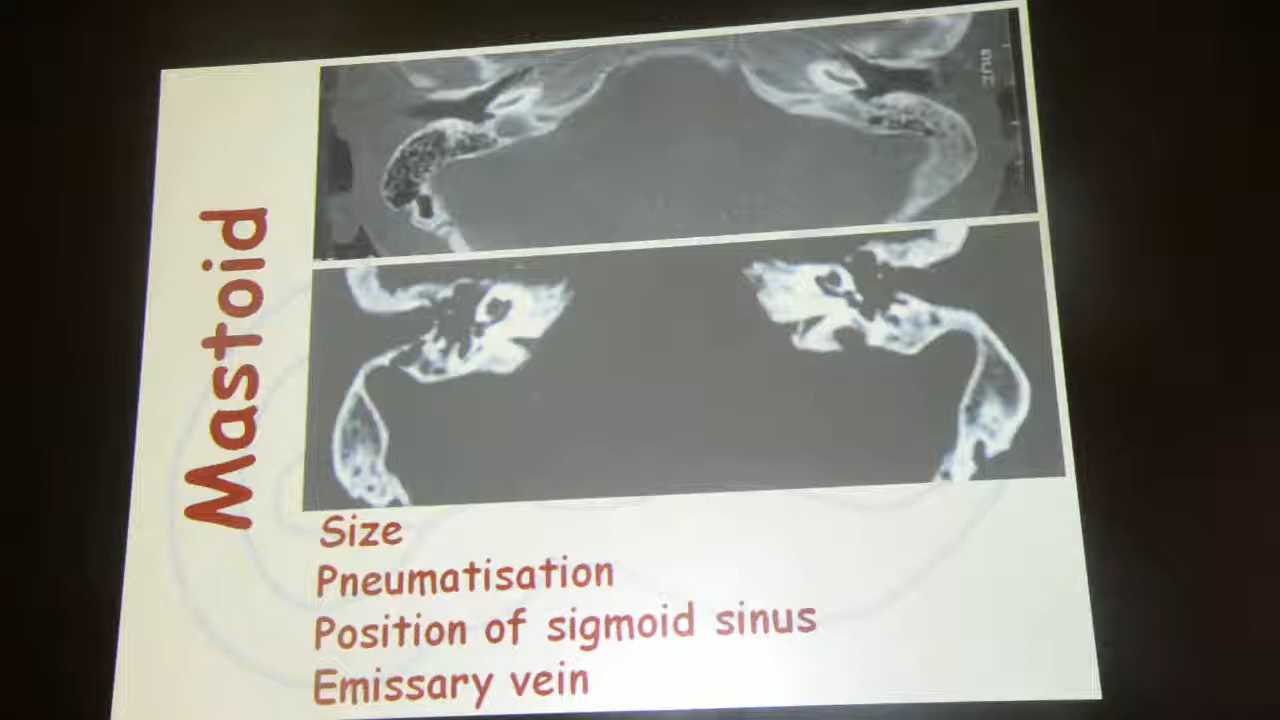 Mastoid
Size
Pneumatisation
Position of sigmoid sinus
Emissary vein